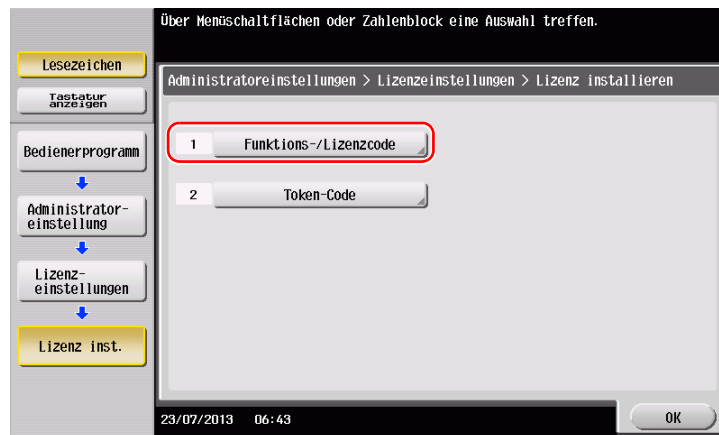 Über Menüschaltflächen oder Zahlenblock eine Auswahl treffen.
Lesezeichen
Tastatur
anzeigen
Administratoreinstellungen > Lizenzeinstellungen > Lizenz installieren
Bedienerprogramm
1 Funktions-/Lizenzcode
2 Token-Code
Administrator-
einstellung
Lizenz-
einstellungen
Lizenz inst.
23/07/2013 06:43
OK